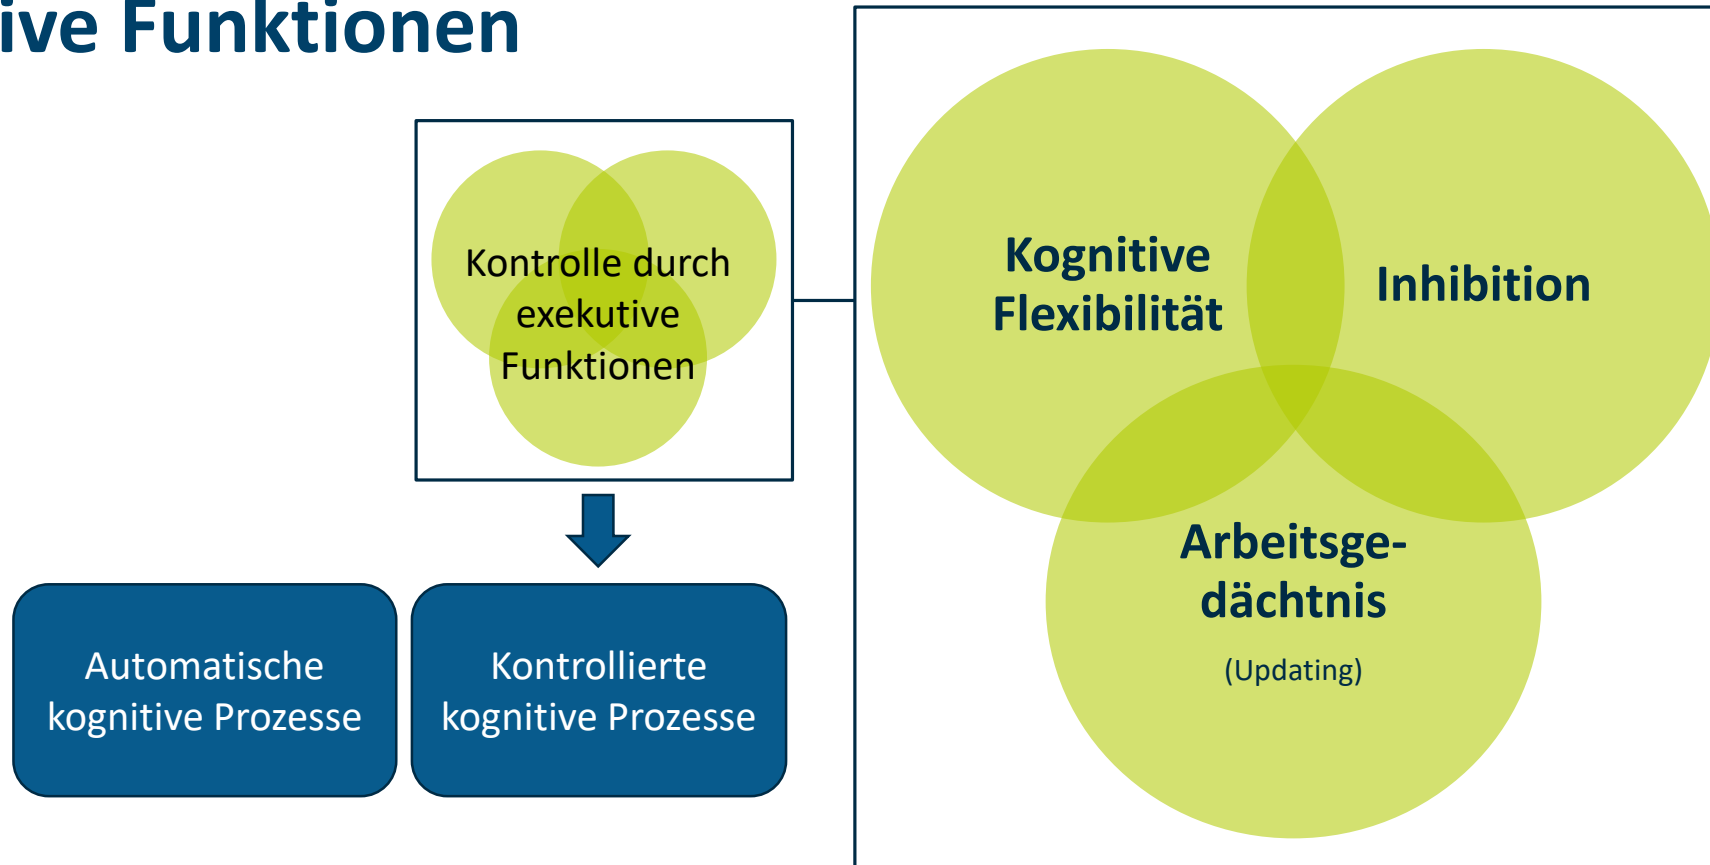 ive Funktionen
Kontrolle durch
exekutive
Funktionen
Automatische
kognitive Prozesse
Kontrollierte
kognitive Prozesse
Kognitive
Flexibilität
Inhibition
Arbeitsge-
dächtnis
(Updating)